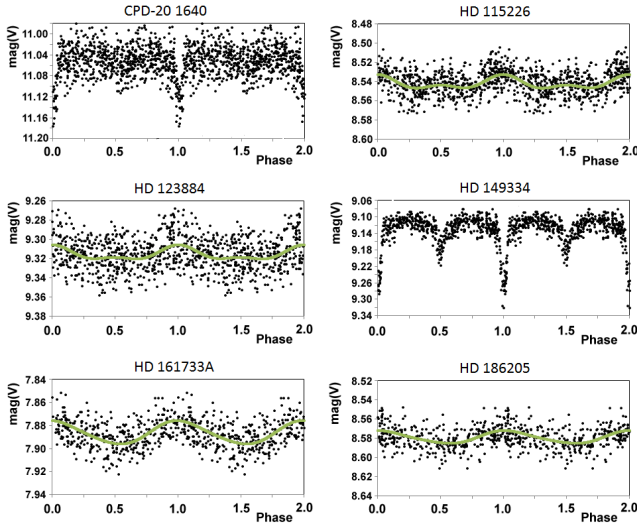 CPD-20 1640
mag(V)
11.00
11.04
11.08
11.12
11.16
11.20
0.0 0.5 1.0 1.5 2.0
Phase
HD 115226
mag(V)
8.48
8.50
8.52
8.54
8.56
8.58
8.60
0.0 0.5 1.0 1.5 2.0
Phase
HD 123884
mag(V)
9.26
9.28
9.30
9.32
9.34
9.36
9.38
0.0 0.5 1.0 1.5 2.0
Phase
HD 149334
mag(V)
9.06
9.10
9.14
9.18
9.23
9.26
9.30
9.34
0.0 0.5 1.0 1.5 2.0
Phase
HD 161733A
mag(V)
7.84
7.86
7.88
7.90
7.92
7.94
0.0 0.5 1.0 1.5 2.0
Phase
HD 186205
mag(V)
8.52
8.54
8.56
8.58
8.60
8.62
8.64
0.0 0.5 1.0 1.5 2.0
Phase